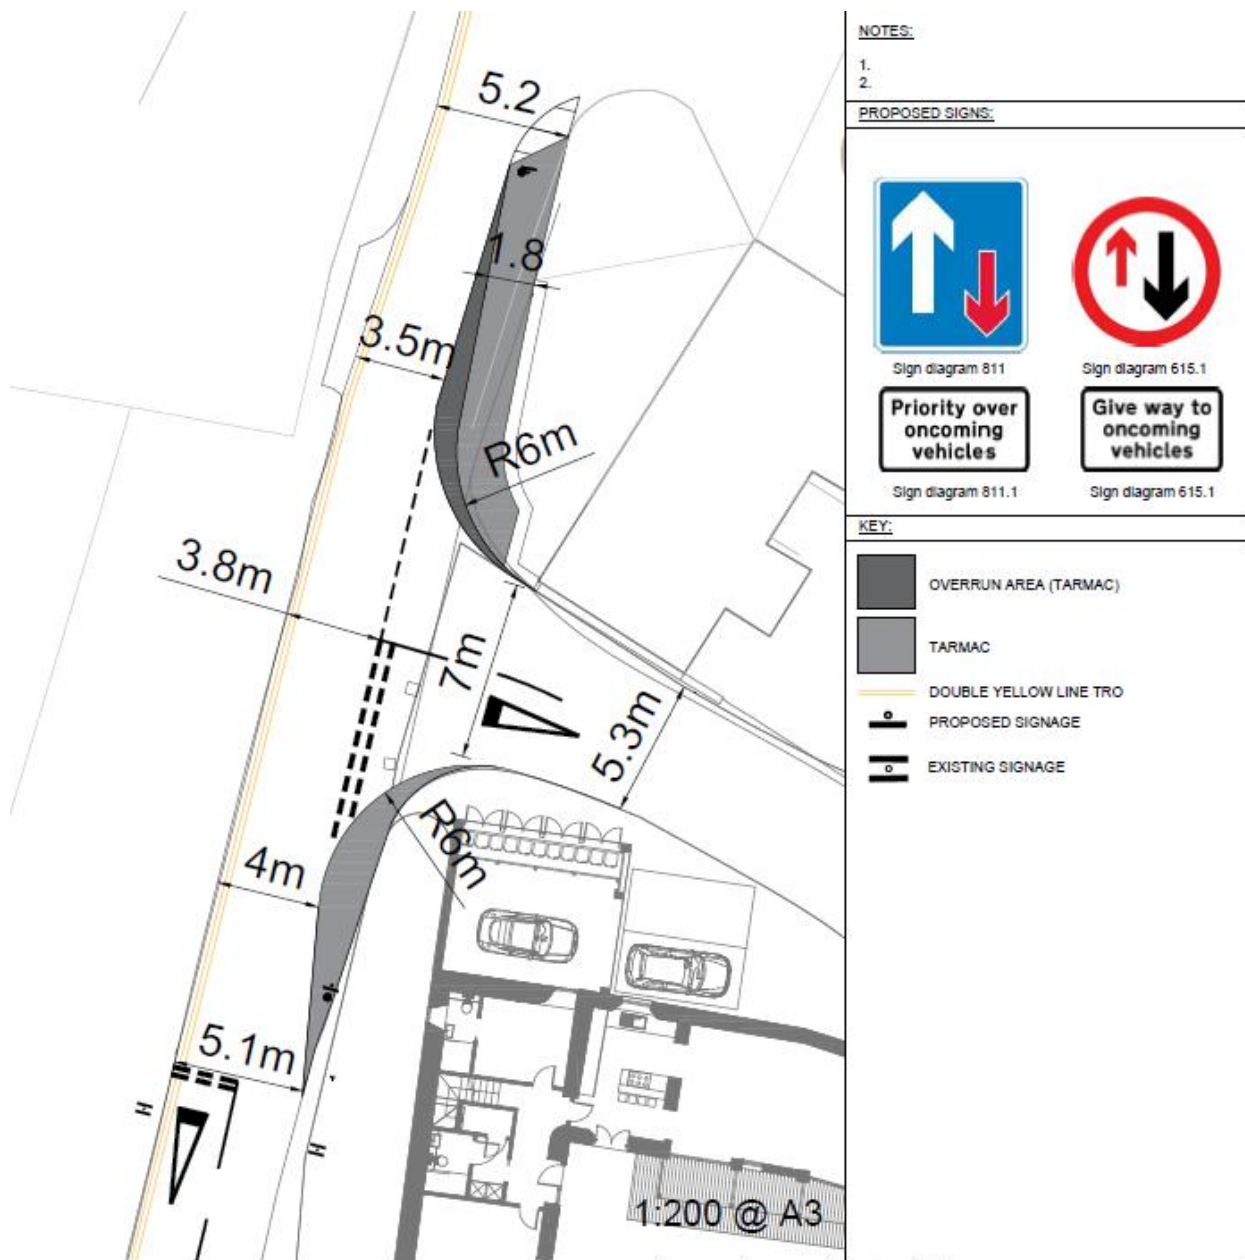 5.2
1.8
3.5m
R6m
3.8m
7m
5.3m
R6m
4m
5.1m
1:200 @ A3
NOTES:
1.
2.
PROPOSED SIGNS:
Sign diagram 811
Sign diagram 615.1
Priority over
oncoming
vehicles
Give way to
oncoming
vehicles
Sign diagram 811.1
Sign diagram 615.1
KEY:
OVERRUN AREA (TARMAC)
TARMAC
DOUBLE YELLOW LINE TRO
PROPOSED SIGNAGE
EXISTING SIGNAGE